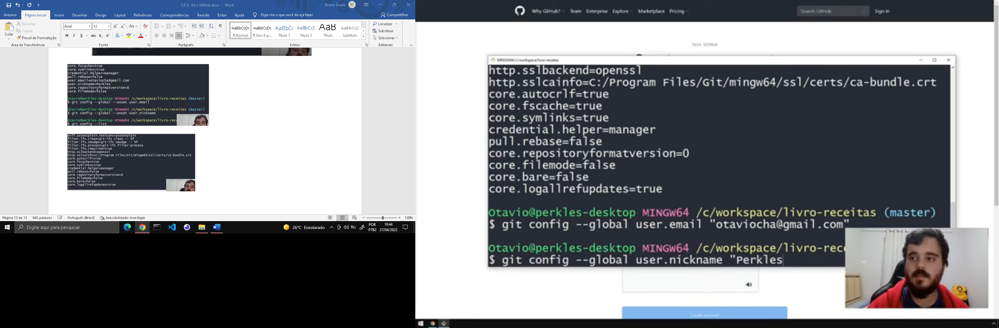 S.F.D. Git e GitHub.docx - Word
Bruno Souza
BS
Arquivo
Página Inicial
Inserir
Desenhar
Design
Layout
Referências
Correspondências
Revisão
Exibir
Ajuda
Diga-me o que você deseja fazer
Compartilhar
Colar
Recortar
Copiar
Pincel de Formatação
Área de Transferência
Arial
12
Fonte
Parágrafo
AaBbCcDc
¶ Normal
AaBbCcDc
¶ Sem Esp...
AaBbC(
Título 1
AaBbCcE
Título 2
AaB
Título
AaBbCcD
Subtítulo
Estilos
Localizar
Substituir
Selecionar
Editando
core.fscache=true
core.symlinks=true
credential.helper=manager
pull.rebase=false
user.email=otaviocha@gmail.com
user.nickname=Perkles
core.repositoryformatversion=0
core.filemode=false
Otavio@perkles-desktop MINGW64 /c/workspace/livro-receitas (master)
$ git config --global --unset user.email
Otavio@perkles-desktop MINGW64 /c/workspace/livro-receitas (master)
$ git config --global --unset user.nickname
Otavio@perkles-desktop MINGW64 /c/workspace/livro-rec
$ git config --list
diff.astextplain.textconv=astextplain
filter.lfs.clean=git-lfs clean -- %f
filter.lfs.smudge=git-lfs smudge -- %f
filter.lfs.process=git-lfs filter-process
filter.lfs.required=true
http.sslbackend=openssl
http.sslcainfo=C:/Program Files/Git/mingw64/ssl/certs/ca-bundle.crt
core.autocrlf=true
core.fscache=true
core.symlinks=true
credential.helper=manager
pull.rebase=false
core.repositoryformatversion=0
core.filemode=false
core.bare=false
core.logallrefupdates=true
:
Página 13 de 13
843 palavras
Português (Brasil)
Acessibilidade: investigar
130%
Digite aqui para pesquisar
26°C Ensolarado
POR
PTB2
10:44
27/04/2022
Why GitHub?
Team
Enterprise
Explore
Marketplace
Pricing
Search GitHub
/
Sign in
Join GitHub
MINGW64:/c/workspace/livro-receitas
http.sslbackend=openssl
http.sslcainfo=C:/Program Files/Git/mingw64/ssl/certs/ca-bundle.crt
core.autocrlf=true
core.fscache=true
core.symlinks=true
credential.helper=manager
pull.rebase=false
core.repositoryformatversion=0
core.filemode=false
core.bare=false
core.logallrefupdates=true
Otavio@perkles-desktop MINGW64 /c/workspace/livro-receitas (master)
$ git config --global user.email "otaviocha@gmail.com"
Otavio@perkles-desktop MINGW64 /c/workspace/livro-rece
$ git config --global user.nickname "Perkles
Create account